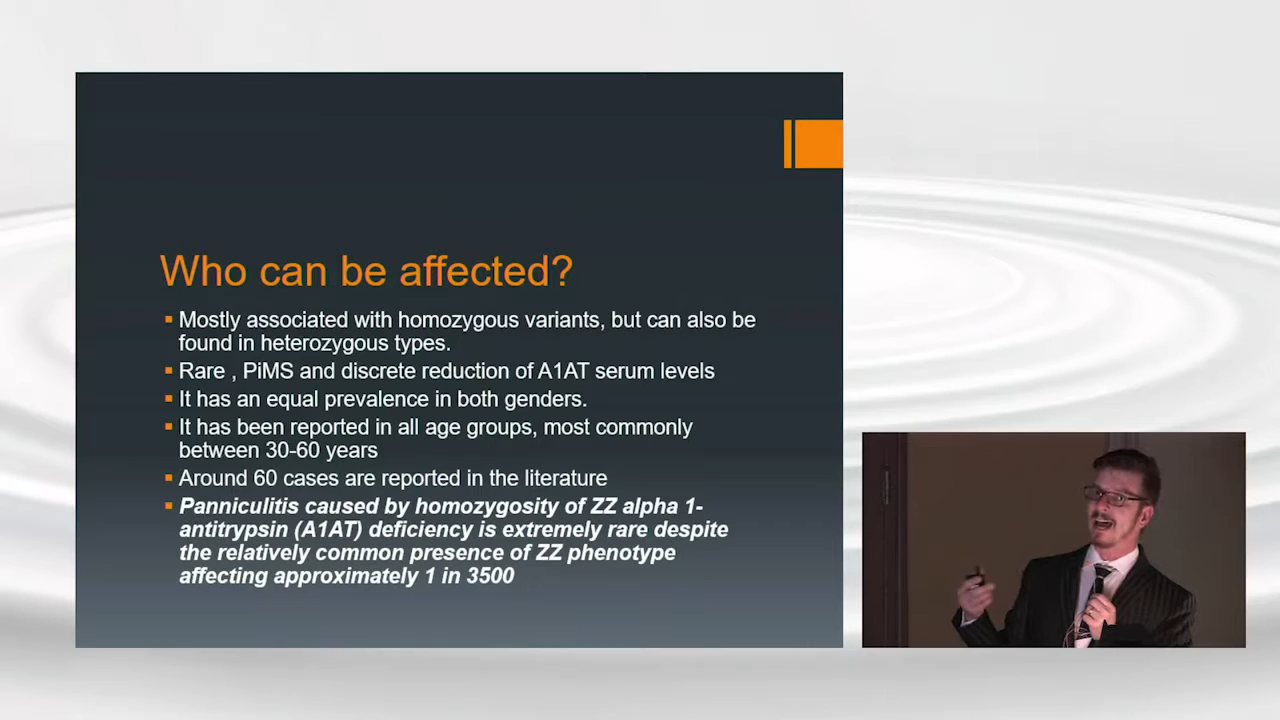 Who can be affected?
Mostly associated with homozygous variants, but can also be
found in heterozygous types.
Rare , PiMS and discrete reduction of A1AT serum levels
It has an equal prevalence in both genders.
It has been reported in all age groups, most commonly
between 30-60 years
Around 60 cases are reported in the literature
Panniculitis caused by homozygosity of ZZ alpha 1-
antitrypsin (A1AT) deficiency is extremely rare despite
the relatively common presence of ZZ phenotype
affecting approximately 1 in 3500